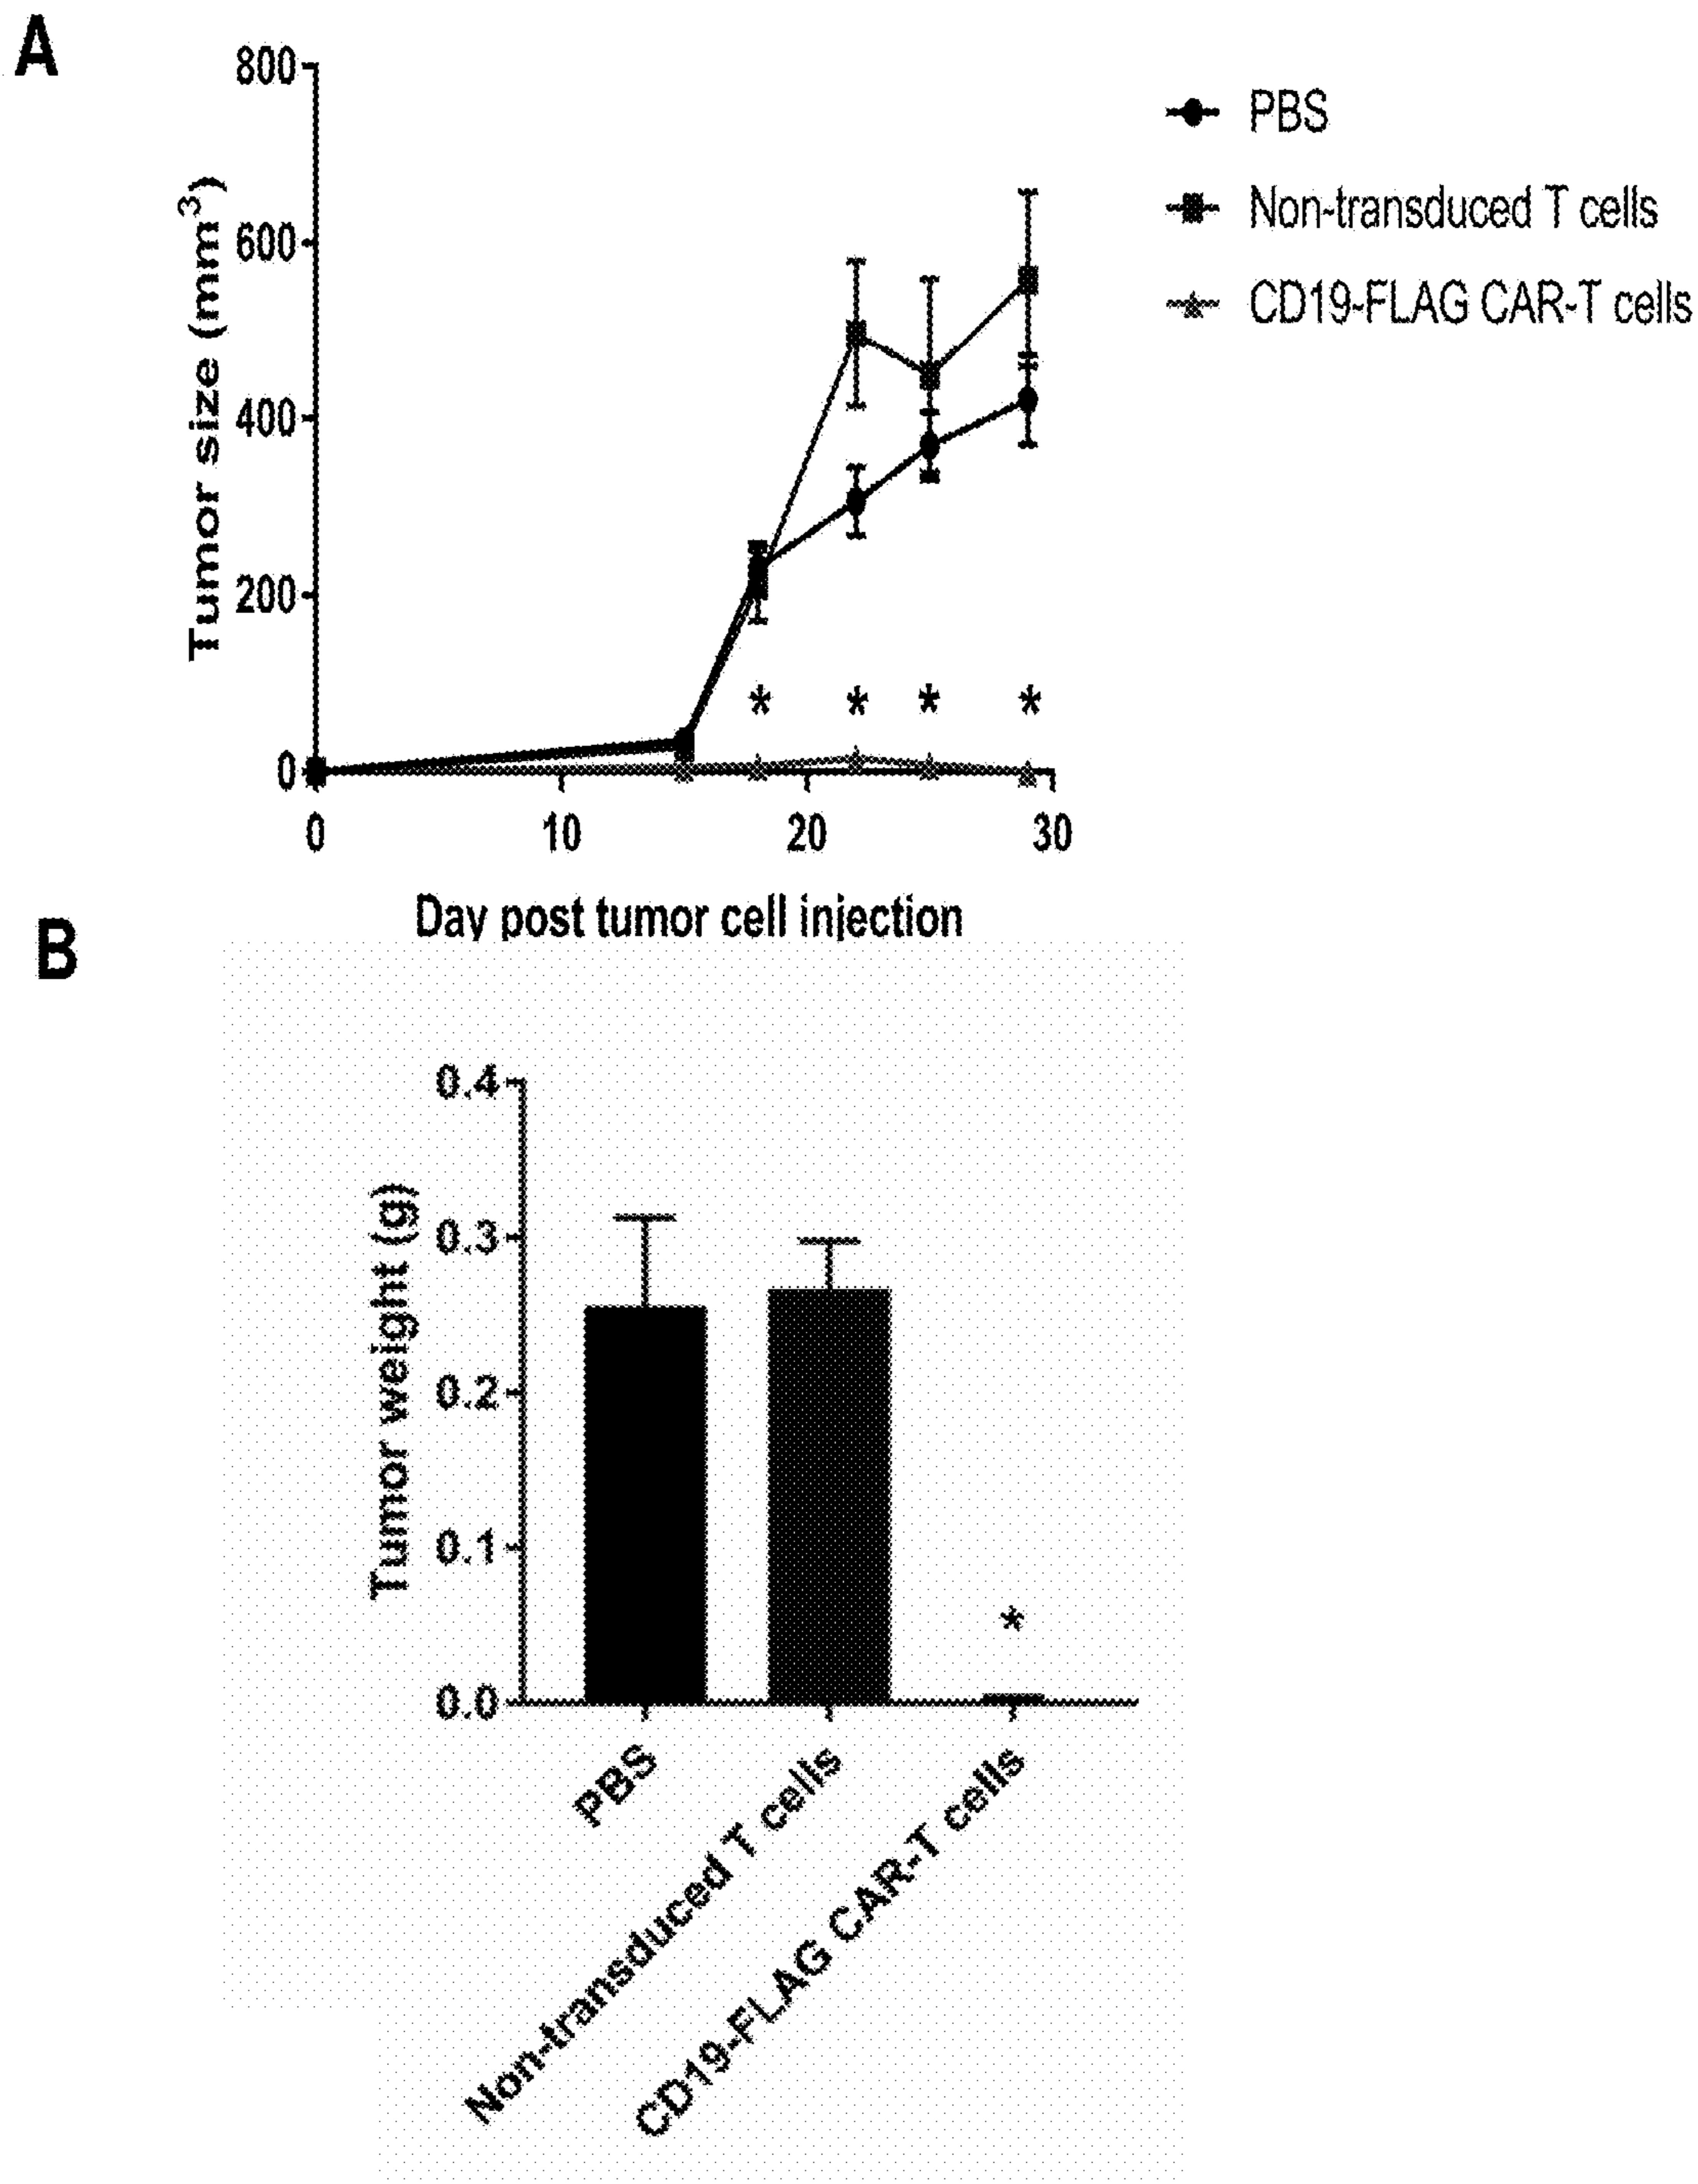 A
800
600
400
200
0
Tumor size (mm³)
0 10 20 30
Day post tumor cell injection
PBS
Non-transduced T cells
CD19-FLAG CAR-T cells
* * * *
B
0.4
0.3
0.2
0.1
0.0
Tumor weight (g)
*
PBS
Non-transduced T cells
CD19-FLAG CAR-T cells